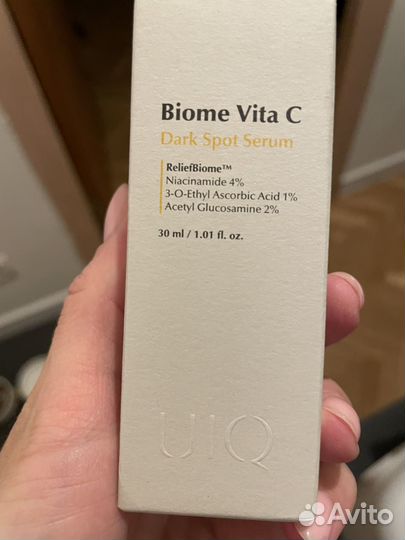 Biome Vita C
Dark Spot Serum
ReliefBiome™
Niacinamide 4%
3-O-Ethyl Ascorbic Acid 1%
Acetyl Glucosamine 2%
30 ml / 1.01 fl. oz.
UIQ
Avito